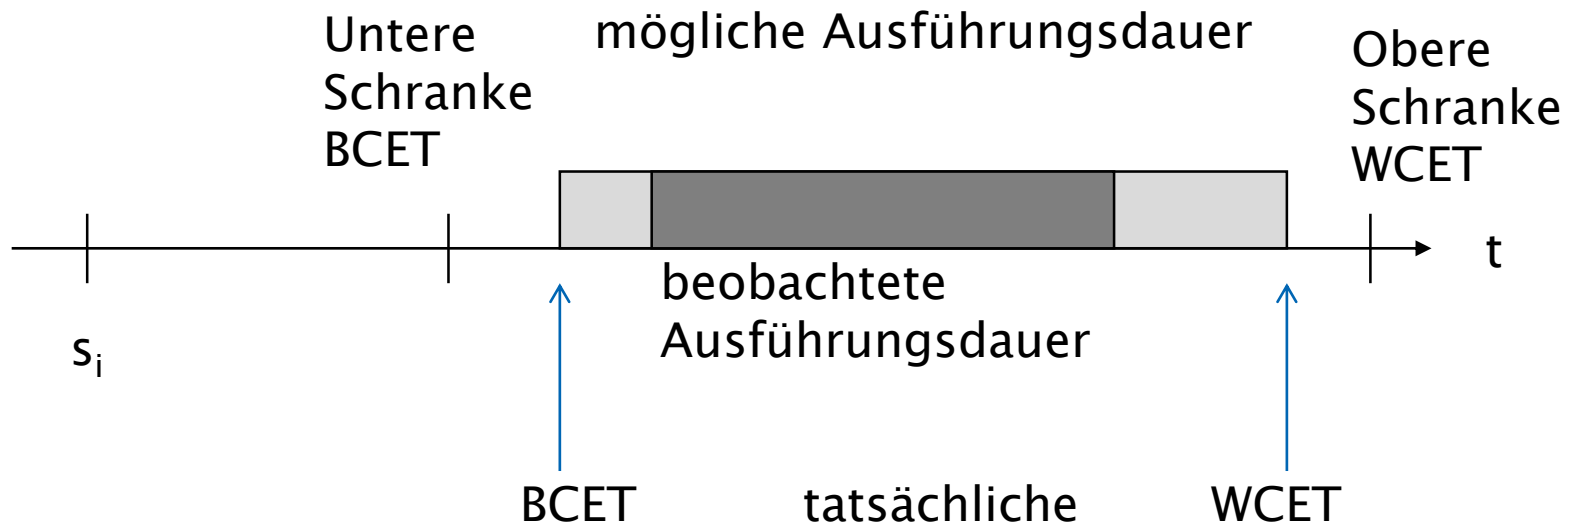 Untere
Schranke
BCET
mögliche Ausführungsdauer
Obere
Schranke
WCET
t
beobachtete
Ausführungsdauer
sᵢ
BCET
tatsächliche
WCET